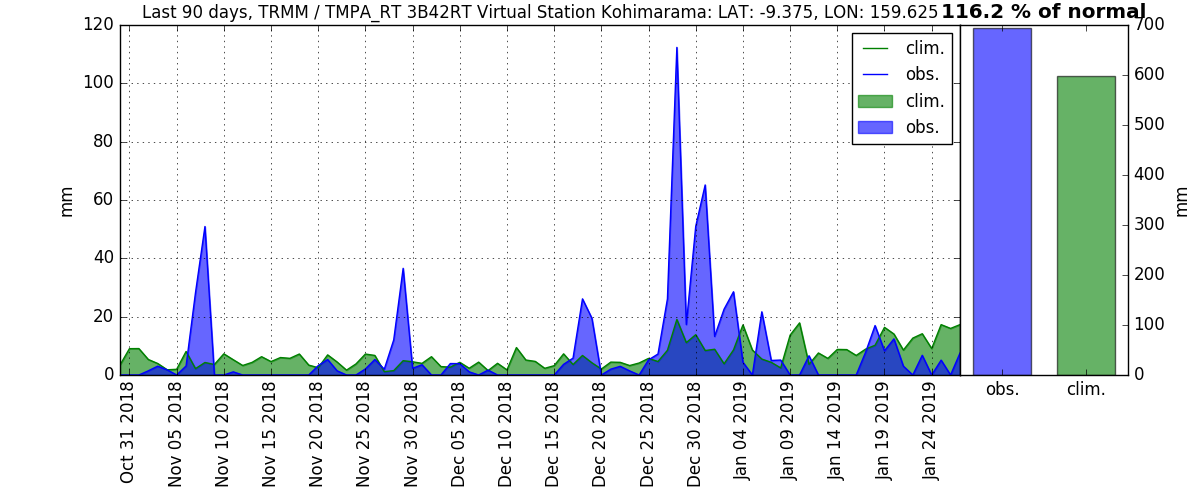 Last 90 days, TRMM / TMPA_RT 3B42RT Virtual Station Kohimarama: LAT: -9.375, LON: 159.625
116.2 % of normal
120
100
80
60
40
20
0
mm
clim.
obs.
clim.
obs.
700
600
500
400
300
200
100
0
mm
Oct 31 2018
Nov 05 2018
Nov 10 2018
Nov 15 2018
Nov 20 2018
Nov 25 2018
Nov 30 2018
Dec 05 2018
Dec 10 2018
Dec 15 2018
Dec 20 2018
Dec 25 2018
Dec 30 2018
Jan 04 2019
Jan 09 2019
Jan 14 2019
Jan 19 2019
Jan 24 2019
obs.
clim.